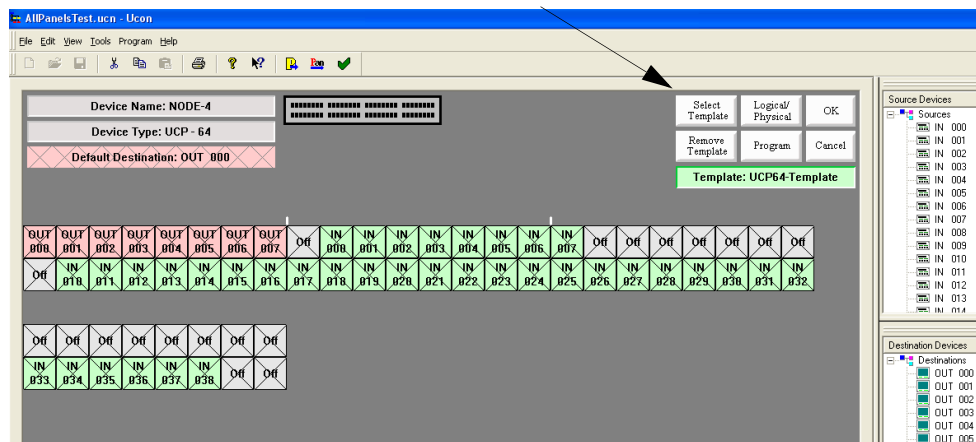 AllPanelsTest.ucn - Ucon
File Edit View Tools Program Help
Device Name: NODE-4
Device Type: UCP - 64
Default Destination: OUT 000
Select Template
Logical/ Physical
OK
Remove Template
Program
Cancel
Template: UCP64-Template
OUT 000 OUT 001 OUT 002 OUT 003 OUT 004 OUT 005 OUT 006 OUT 007 Off IN 000 IN 001 IN 002 IN 003 IN 004 IN 005 IN 006 IN 007 Off Off Off Off Off Off Off
Off IN 010 IN 011 IN 012 IN 013 IN 014 IN 015 IN 016 IN 017 IN 018 IN 019 IN 020 IN 021 IN 022 IN 023 IN 024 IN 025 IN 026 IN 027 IN 028 IN 029 IN 030 IN 031 IN 032
Off Off Off Off Off Off Off Off
IN 033 IN 034 IN 035 IN 036 IN 037 IN 038 Off Off
Source Devices
Sources
IN 000
IN 001
IN 002
IN 003
IN 004
IN 005
IN 006
IN 007
IN 008
IN 009
IN 010
IN 011
IN 012
IN 013
IN 014
Destination Devices
Destinations
OUT 000
OUT 001
OUT 002
OUT 003
OUT 004
OUT 005